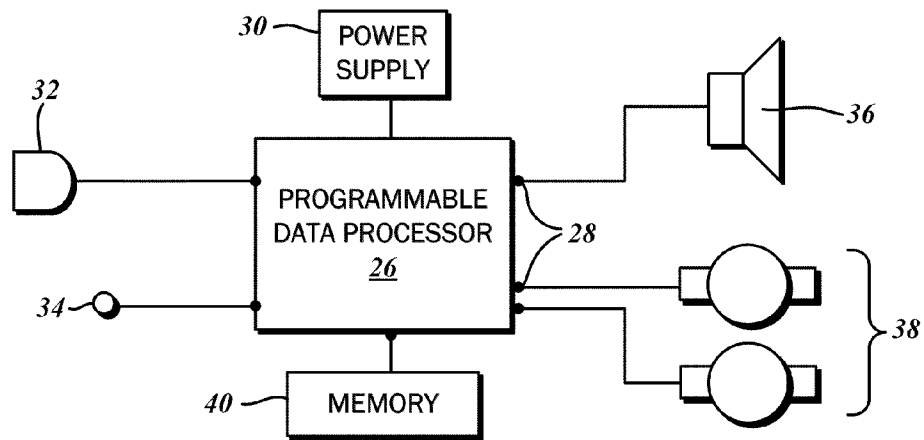 30
POWER
SUPPLY
32
36
PROGRAMMABLE
DATA PROCESSOR
26
28
34
38
40
MEMORY